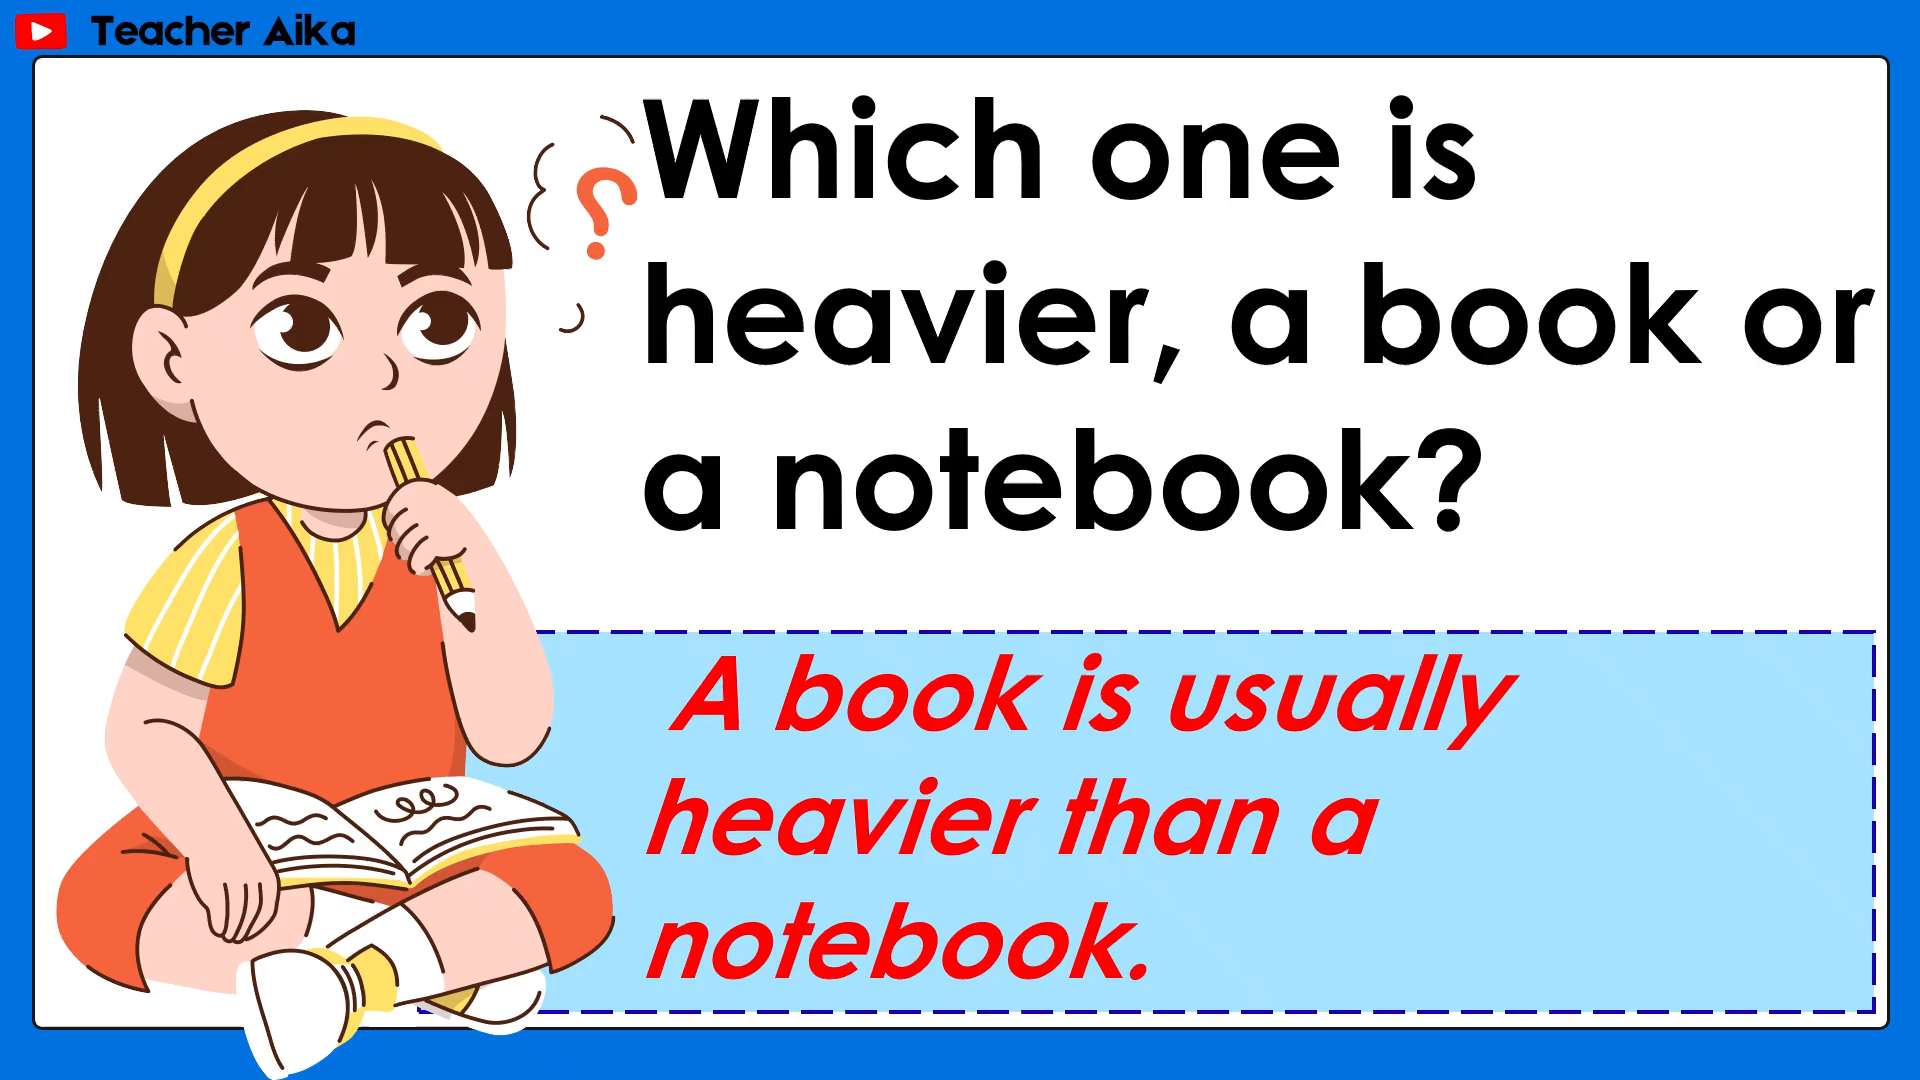 Teacher Aika
Which one is
heavier, a book or
a notebook?
A book is usually
heavier than a
notebook.